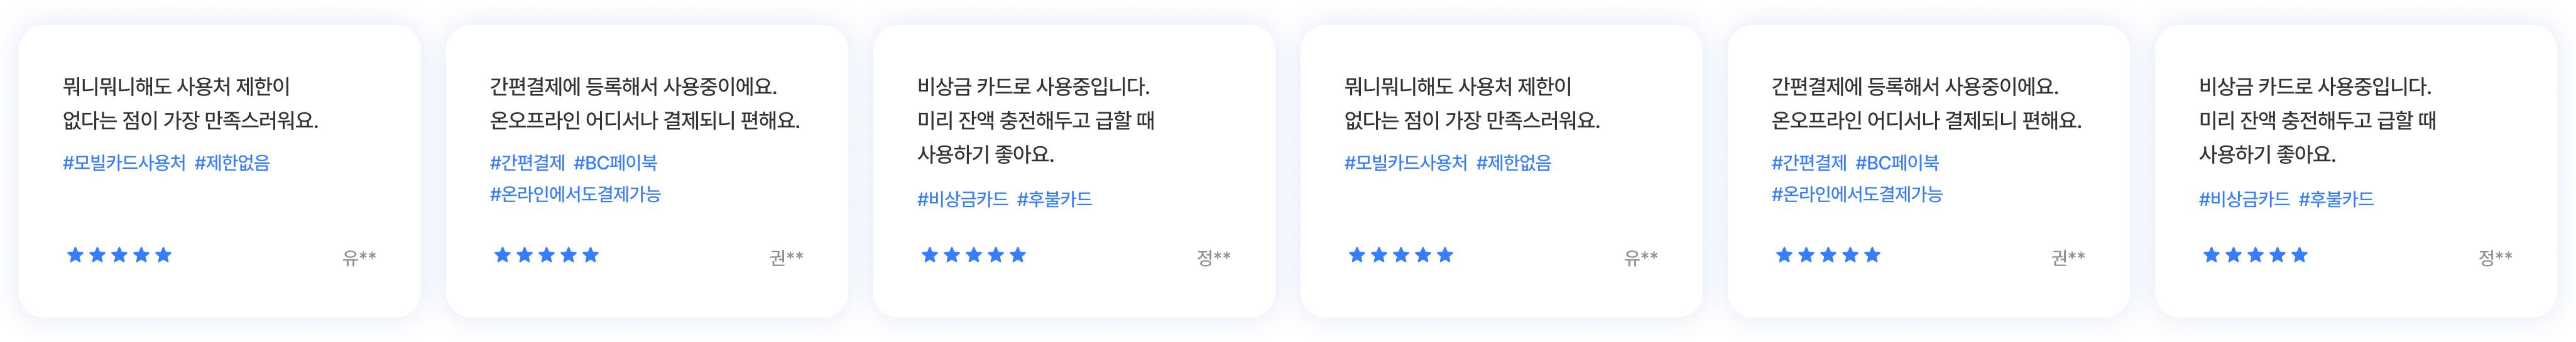 뭐니뭐니해도 사용처 제한이
없다는 점이 가장 만족스러워요.
#모빌카드사용처 #제한없음
유**
간편결제에 등록해서 사용중이에요.
온오프라인 어디서나 결제되니 편해요.
#간편결제 #BC페이북
#온라인에서도결제가능
권**
비상금 카드로 사용중입니다.
미리 잔액 충전해두고 급할 때
사용하기 좋아요.
#비상금카드 #후불카드
정**
뭐니뭐니해도 사용처 제한이
없다는 점이 가장 만족스러워요.
#모빌카드사용처 #제한없음
유**
간편결제에 등록해서 사용중이에요.
온오프라인 어디서나 결제되니 편해요.
#간편결제 #BC페이북
#온라인에서도결제가능
권**
비상금 카드로 사용중입니다.
미리 잔액 충전해두고 급할 때
사용하기 좋아요.
#비상금카드 #후불카드
정**